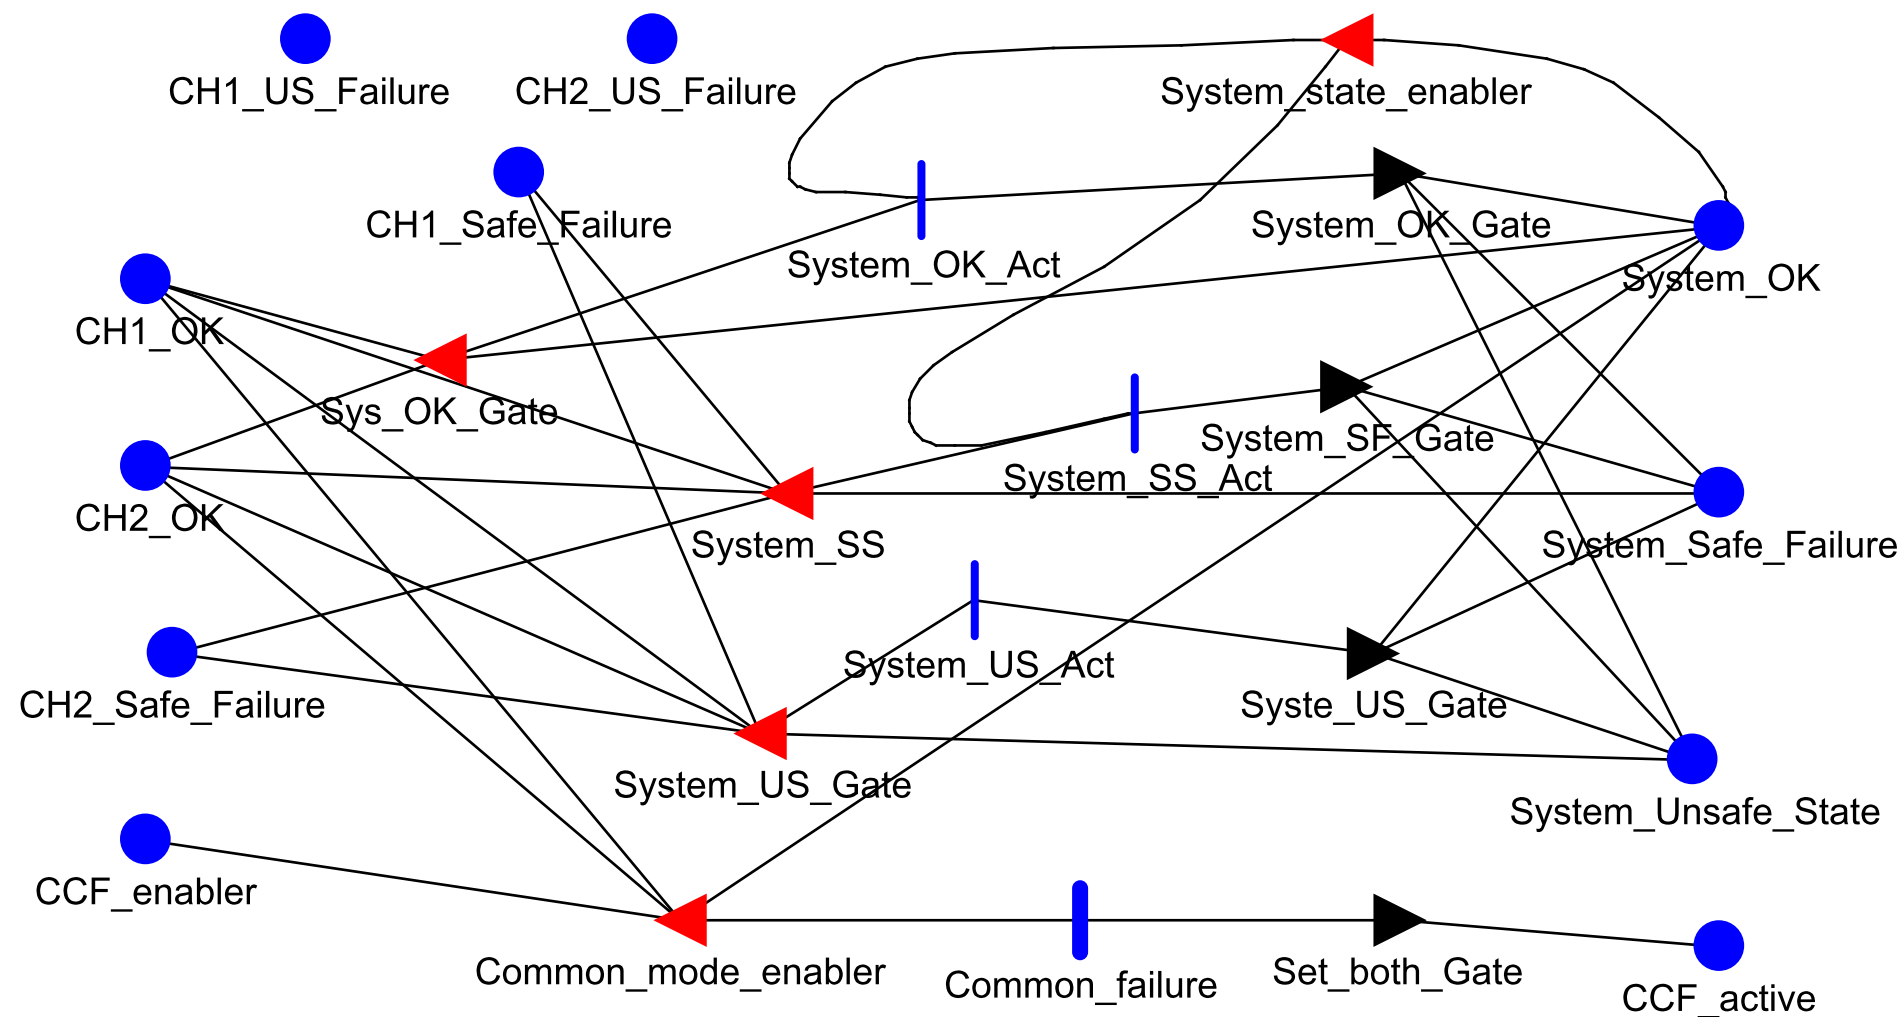 CH1_US_Failure
CH2_US_Failure
System_state_enabler
CH1_Safe_Failure
System_OK_Gate
System_OK_Act
System_OK
CH1_OK
Sys_OK_Gate
System_SF_Gate
System_SS_Act
CH2_OK
System_SS
System_Safe_Failure
System_US_Act
CH2_Safe_Failure
Syste_US_Gate
System_US_Gate
System_Unsafe_State
CCF_enabler
Common_mode_enabler
Common_failure
Set_both_Gate
CCF_active